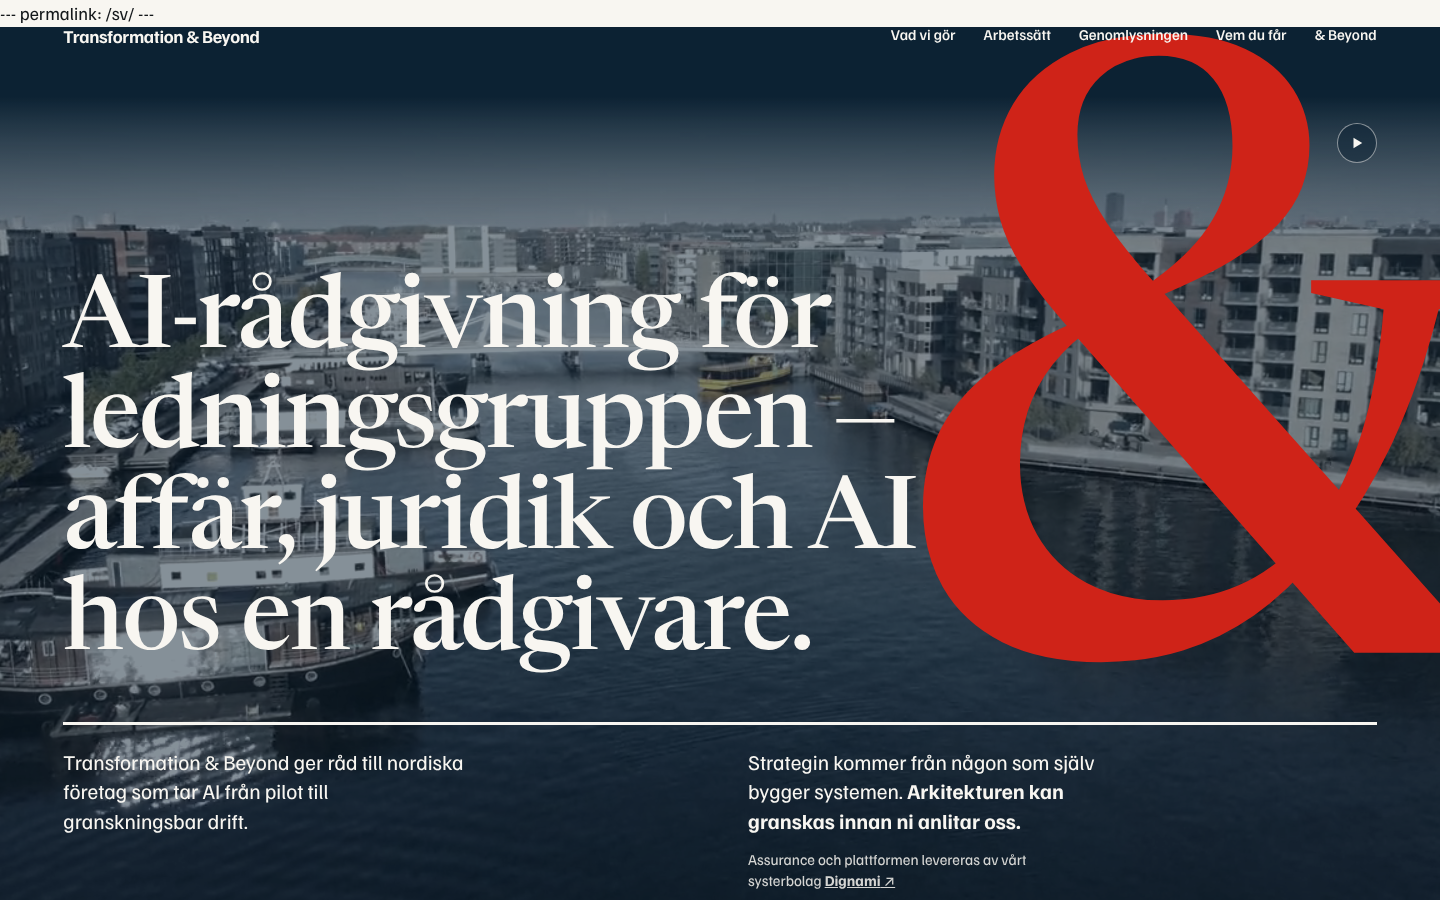 --- permalink: /sv/ ---
Transformation & Beyond
Vad vi gör Arbetssätt Genomlysningen Vem du får & Beyond
&
AI-rådgivning för
ledningsgruppen —
affär, juridik och AI
hos en rådgivare.
Transformation & Beyond ger råd till nordiska
företag som tar AI från pilot till
granskningsbar drift.
Strategin kommer från någon som själv
bygger systemen. Arkitekturen kan
granskas innan ni anlitar oss.
Assurance och plattformen levereras av vårt
systerbolag Dignami ↗